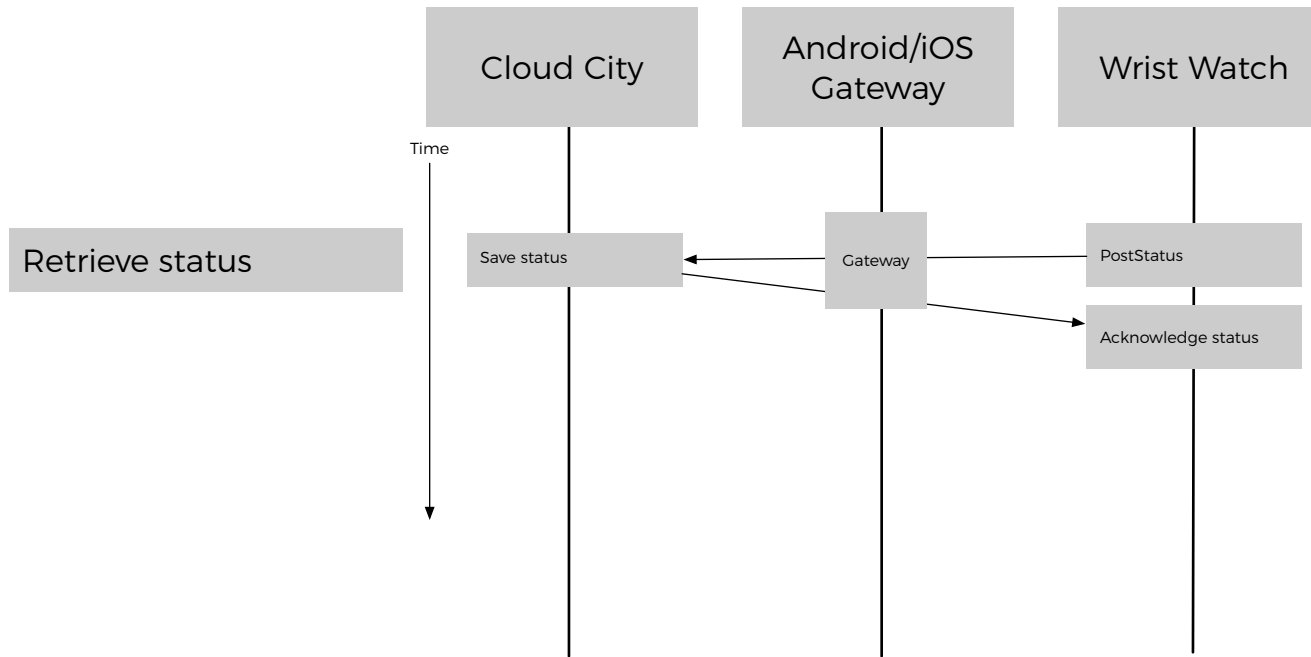 Cloud City
Android/iOS
Gateway
Wrist Watch
Time
Retrieve status
Save status
Gateway
PostStatus
Acknowledge status